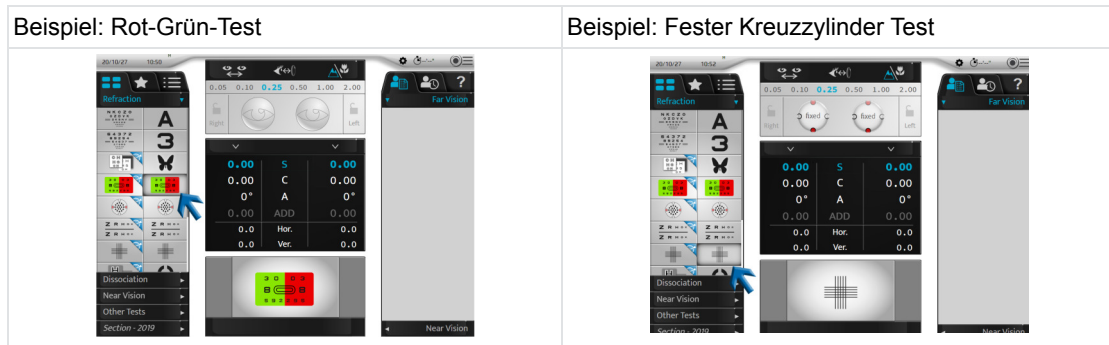 Beispiel: Rot-Grün-Test
20/10/27 10:50
Refraction
A
3
Dissociation
Near Vision
Other Tests
Section - 2019
0.05 0.10 0.25 0.50 1.00 2.00
Right Left
0.00 S 0.00
0.00 C 0.00
0° A 0°
0.00 ADD 0.00
0.0 Hor. 0.0
0.0 Ver. 0.0
?
Far Vision
Near Vision
Beispiel: Fester Kreuzzylinder Test
20/10/27 10:52
Refraction
A
3
Dissociation
Near Vision
Other Tests
Section - 2019
0.05 0.10 0.25 0.50 1.00 2.00
Right fixed fixed Left
0.00 S 0.00
0.00 C 0.00
0° A 0°
0.00 ADD 0.00
0.0 Hor. 0.0
0.0 Ver. 0.0
?
Far Vision
Near Vision